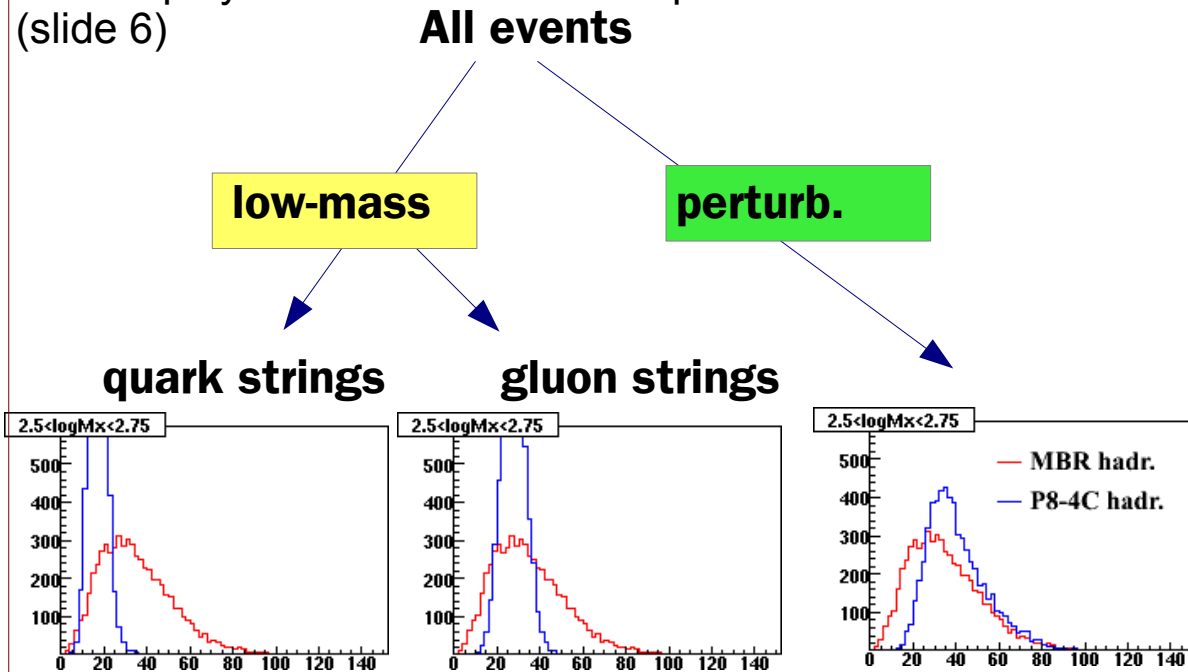 (slide 6)
All events
low-mass
perturb.
quark strings
gluon strings
2.5<logMx<2.75
500
400
300
200
100
0 20 40 60 80 100 120 140
2.5<logMx<2.75
500
400
300
200
100
0 20 40 60 80 100 120 140
2.5<logMx<2.75
MBR hadr.
P8-4C hadr.
500
400
300
200
100
0 20 40 60 80 100 120 140